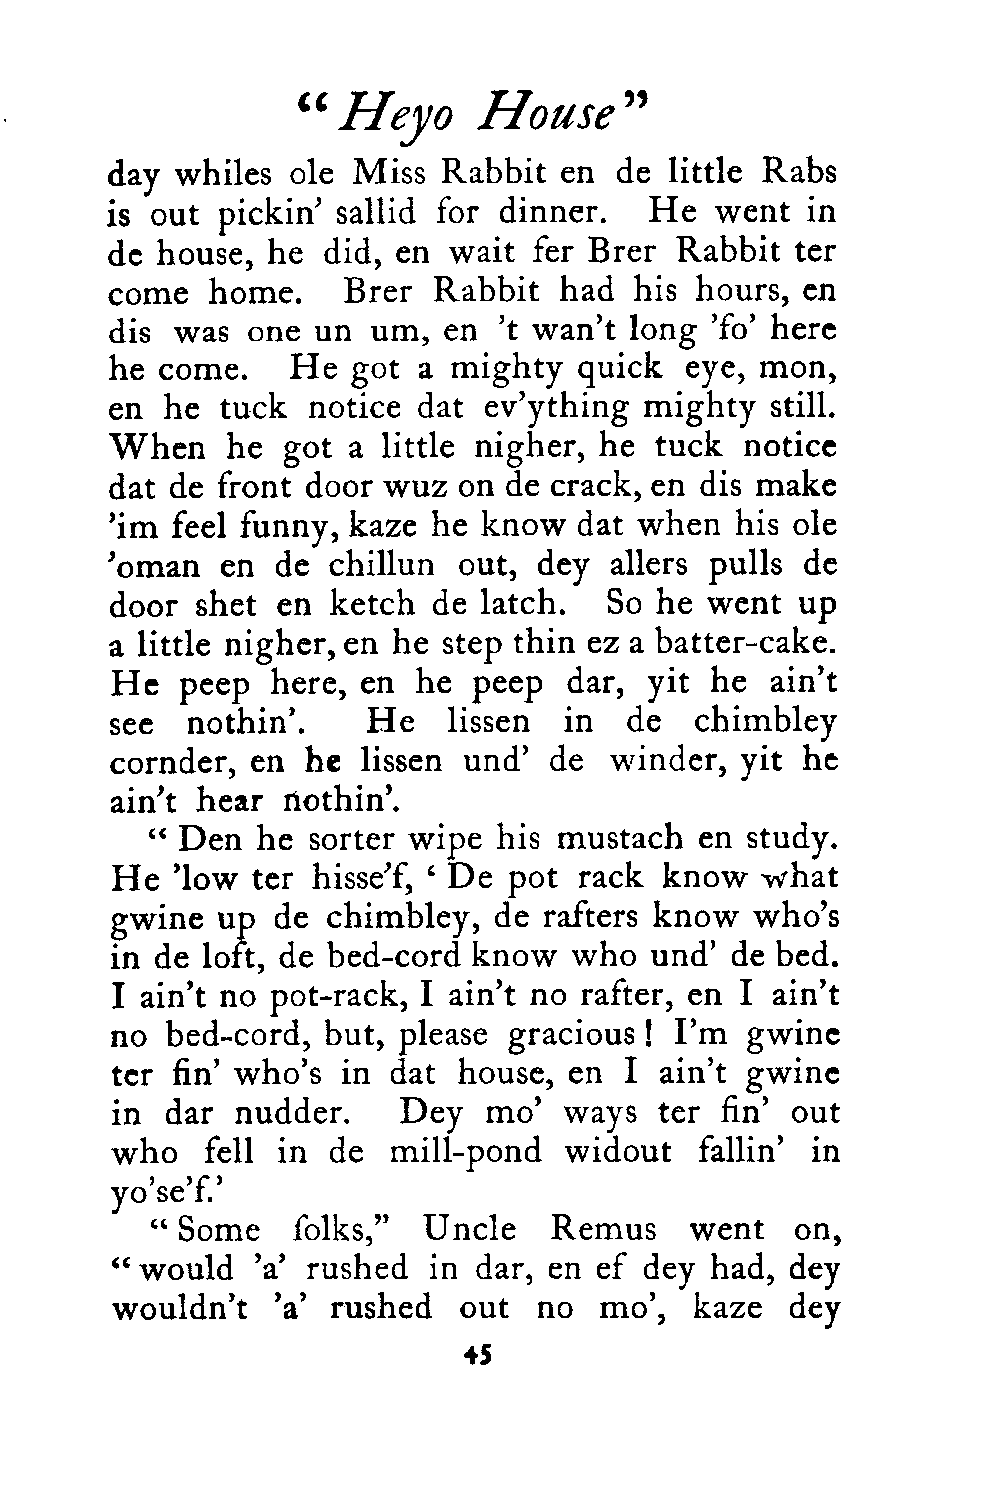 “ Heyo House”
day whiles ole Miss Rabbit en de little Rabs
is out pickin’ sallid for dinner. He went in
de house, he did, en wait fer Brer Rabbit ter
come home. Brer Rabbit had his hours, en
dis was one un um, en ’t wan’t long ’fo’ here
he come. He got a mighty quick eye, mon,
en he tuck notice dat ev’ything mighty still.
When he got a little nigher, he tuck notice
dat de front door wuz on de crack, en dis make
’im feel funny, kaze he know dat when his ole
’oman en de chillun out, dey allers pulls de
door shet en ketch de latch. So he went up
a little nigher, en he step thin ez a batter-cake.
He peep here, en he peep dar, yit he ain’t
see nothin’. He lissen in de chimbley
cornder, en he lissen und’ de winder, yit he
ain’t hear nothin’.
“ Den he sorter wipe his mustach en study.
He ’low ter hisse’f, ‘ De pot rack know what
gwine up de chimbley, de rafters know who’s
in de loft, de bed-cord know who und’ de bed.
I ain’t no pot-rack, I ain’t no rafter, en I ain’t
no bed-cord, but, please gracious! I’m gwine
ter fin’ who’s in dat house, en I ain’t gwine
in dar nudder. Dey mo’ ways ter fin’ out
who fell in de mill-pond widout fallin’ in
yo’se’f.’
“ Some folks,” Uncle Remus went on,
“ would ’a’ rushed in dar, en ef dey had, dey
wouldn’t ’a’ rushed out no mo’, kaze dey
45